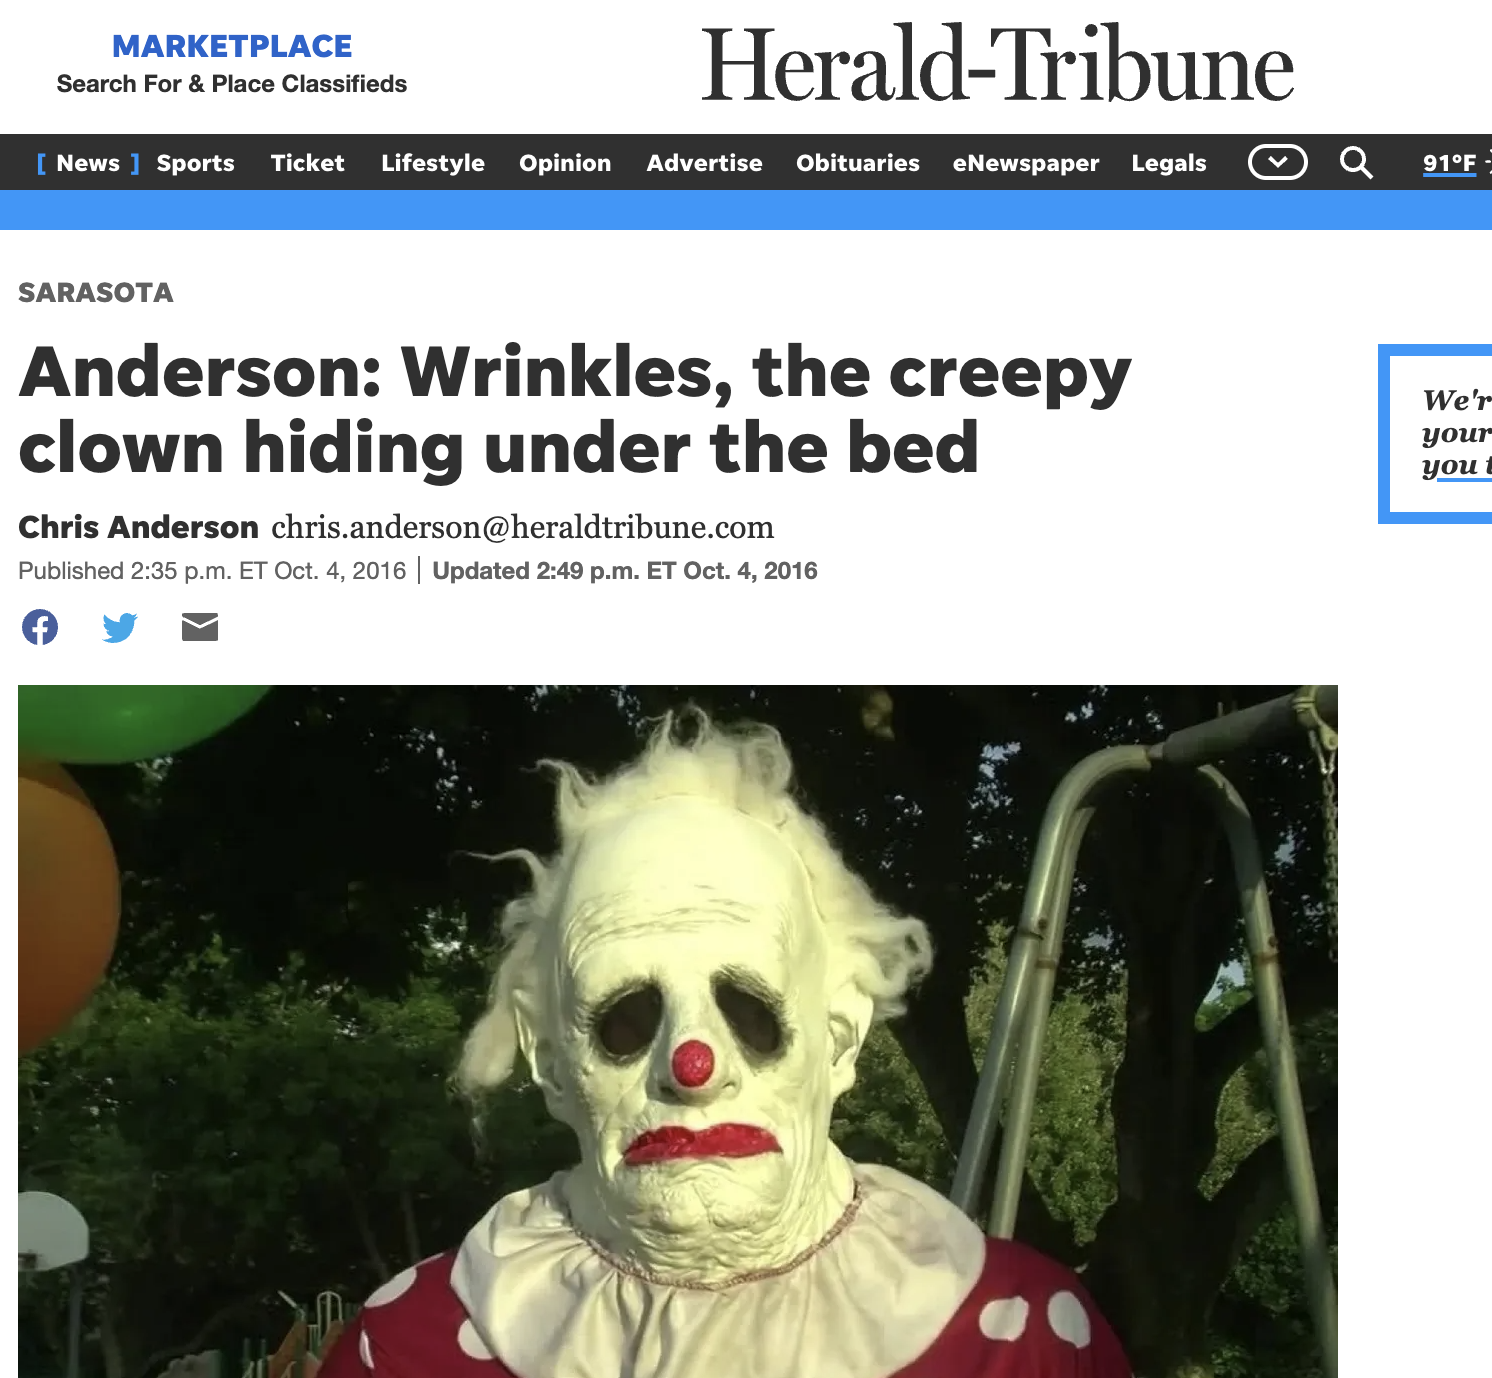 MARKETPLACE
Search For & Place Classifieds
Herald-Tribune
[ News ] Sports Ticket Lifestyle Opinion Advertise Obituaries eNewspaper Legals 91°F
SARASOTA
Anderson: Wrinkles, the creepy
clown hiding under the bed
Chris Anderson chris.anderson@heraldtribune.com
Published 2:35 p.m. ET Oct. 4, 2016 | Updated 2:49 p.m. ET Oct. 4, 2016
We'r
your
you t